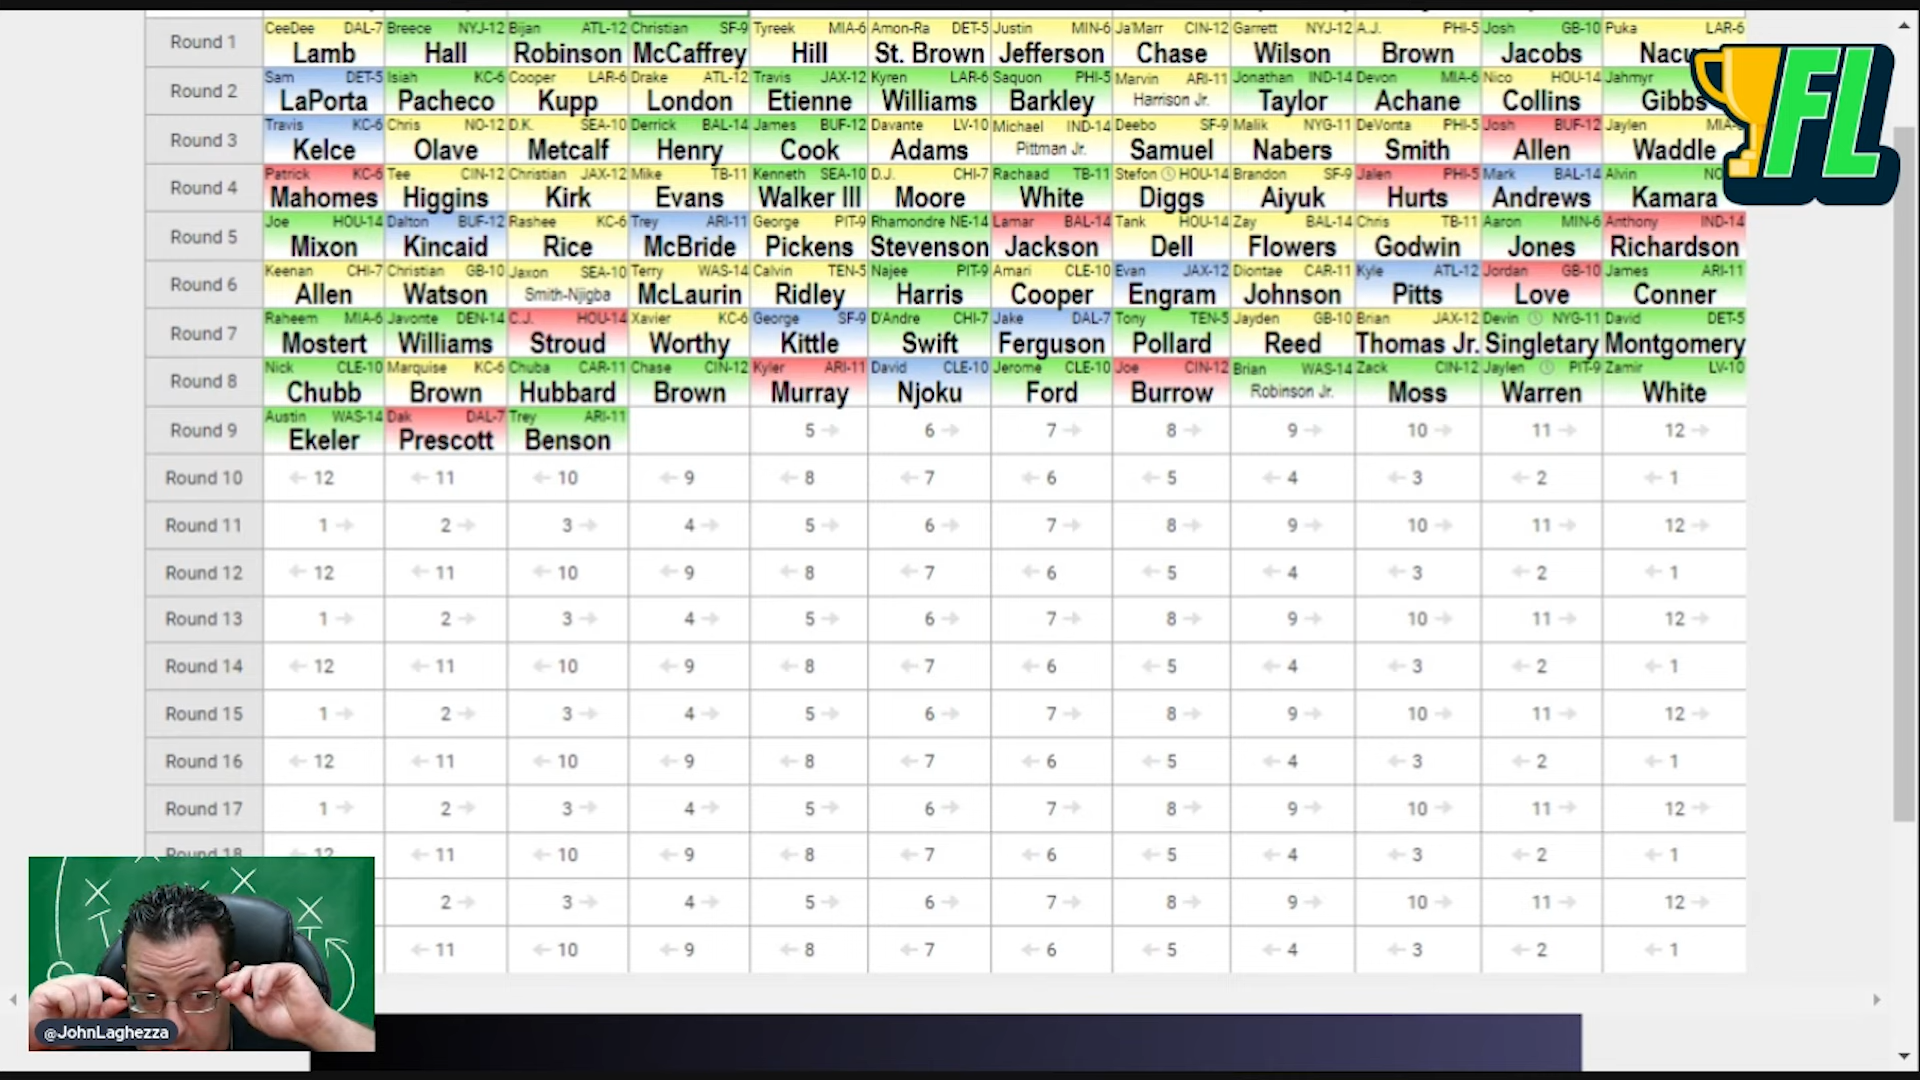 Round 1 CeeDee DAL-7 Lamb Breece NYJ-12 Hall Bijan ATL-12 Robinson Christian SF-9 McCaffrey Tyreek MIA-6 Hill Amon-Ra DET-5 St. Brown Justin MIN-6 Jefferson Ja'Marr CIN-12 Chase Garrett NYJ-12 Wilson A.J. PHI-5 Brown Josh GB-10 Jacobs Puka LAR-6
Round 2 Sam DET-5 LaPorta Isiah KC-6 Pacheco Cooper LAR-6 Kupp Drake ATL-12 London Travis JAX-12 Etienne Kyren LAR-6 Williams Saquon PHI-5 Barkley Marvin ARI-11 Harrison Jr. Jonathan IND-14 Taylor Devon MIA-6 Achane Nico HOU-14 Collins Jahmyr Gibbs
Round 3 Travis KC-6 Kelce Chris NO-12 Olave D.K. SEA-10 Metcalf Derrick BAL-14 Henry James BUF-12 Cook Davante LV-10 Adams Michael IND-14 Pittman Jr. Deebo SF-9 Samuel Malik NYG-11 Nabers DeVonta PHI-5 Smith Josh BUF-12 Allen Jaylen Waddle
Round 4 Patrick KC-6 Mahomes Tee CIN-12 Higgins Christian JAX-12 Kirk Mike TB-11 Evans Kenneth SEA-10 Walker III D.J. CHI-7 Moore Rachaad TB-11 White Stefon HOU-14 Diggs Brandon SF-9 Aiyuk Jalen PHI-5 Hurts Mark BAL-14 Andrews Alvin Kamara
Round 5 Joe HOU-14 Mixon Dalton BUF-12 Kincaid Rashee KC-6 Rice Trey ARI-11 McBride George PIT-9 Pickens Rhamondre NE-14 Stevenson Lamar BAL-14 Jackson Tank HOU-14 Dell Zay BAL-14 Flowers Chris TB-11 Godwin Aaron MIN-6 Jones Anthony IND-14 Richardson
Round 6 Keenan CHI-7 Allen Christian GB-10 Watson Jaxon SEA-10 Smith-Njigba Terry WAS-14 McLaurin Calvin TEN-5 Ridley Najee PIT-9 Harris Amari CLE-10 Cooper Evan JAX-12 Engram Diontae CAR-11 Johnson Kyle ATL-12 Pitts Jordan GB-10 Love James ARI-11 Conner
Round 7 Raheem MIA-6 Mostert Javonte DEN-14 Williams C.J. HOU-14 Stroud Xavier KC-6 Worthy George SF-9 Kittle D'Andre CHI-7 Swift Jake DAL-7 Ferguson Tony TEN-5 Pollard Jayden GB-10 Reed Brian JAX-12 Thomas Jr. Devin NYG-11 Singletary David DET-5 Montgomery
Round 8 Nick CLE-10 Chubb Marquise KC-6 Brown Chuba CAR-11 Hubbard Chase CIN-12 Brown Kyler ARI-11 Murray David CLE-10 Njoku Jerome CLE-10 Ford Joe CIN-12 Burrow Brian WAS-14 Robinson Jr. Zack CIN-12 Moss Jaylen PIT-9 Warren Zamir LV-10 White
Round 9 Austin WAS-14 Ekeler Dak DAL-7 Prescott Trey ARI-11 Benson 5 → 6 → 7 → 8 → 9 → 10 → 11 → 12 →
Round 10 ← 12 ← 11 ← 10 ← 9 ← 8 ← 7 ← 6 ← 5 ← 4 ← 3 ← 2 ← 1
Round 11 1 → 2 → 3 → 4 → 5 → 6 → 7 → 8 → 9 → 10 → 11 → 12 →
Round 12 ← 12 ← 11 ← 10 ← 9 ← 8 ← 7 ← 6 ← 5 ← 4 ← 3 ← 2 ← 1
Round 13 1 → 2 → 3 → 4 → 5 → 6 → 7 → 8 → 9 → 10 → 11 → 12 →
Round 14 ← 12 ← 11 ← 10 ← 9 ← 8 ← 7 ← 6 ← 5 ← 4 ← 3 ← 2 ← 1
Round 15 1 → 2 → 3 → 4 → 5 → 6 → 7 → 8 → 9 → 10 → 11 → 12 →
Round 16 ← 12 ← 11 ← 10 ← 9 ← 8 ← 7 ← 6 ← 5 ← 4 ← 3 ← 2 ← 1
Round 17 1 → 2 → 3 → 4 → 5 → 6 → 7 → 8 → 9 → 10 → 11 → 12 →
Round 18 ← 12 ← 11 ← 10 ← 9 ← 8 ← 7 ← 6 ← 5 ← 4 ← 3 ← 2 ← 1
2 → 3 → 4 → 5 → 6 → 7 → 8 → 9 → 10 → 11 → 12 →
← 11 ← 10 ← 9 ← 8 ← 7 ← 6 ← 5 ← 4 ← 3 ← 2 ← 1
FL
@JohnLaghezza